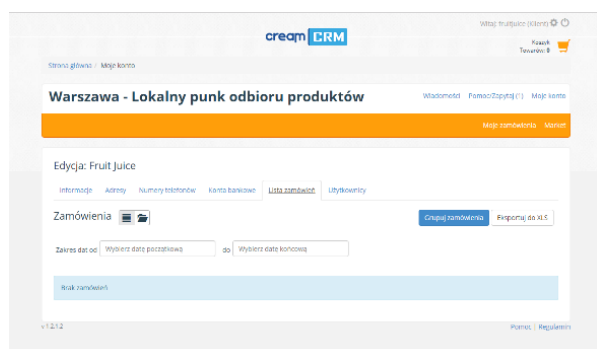 Witaj: fruitjuice (Klient)
cream CRM
Koszyk
Towarów: 0
Strona główna / Moje konto
Warszawa - Lokalny punk odbioru produktów
Wiadomości Pomoc/Zapytaj (1) Moje konto
Moje zamówienia Market
Edycja: Fruit Juice
Informacje Adresy Numery telefonów Konta bankowe Lista zamówień Użytkownicy
Zamówienia
Grupuj zamówienia Eksportuj do XLS
Zakres dat od Wybierz datę początkową do Wybierz datę końcową
Brak zamówień
v 1.2.1.2
Pomoc | Regulamin